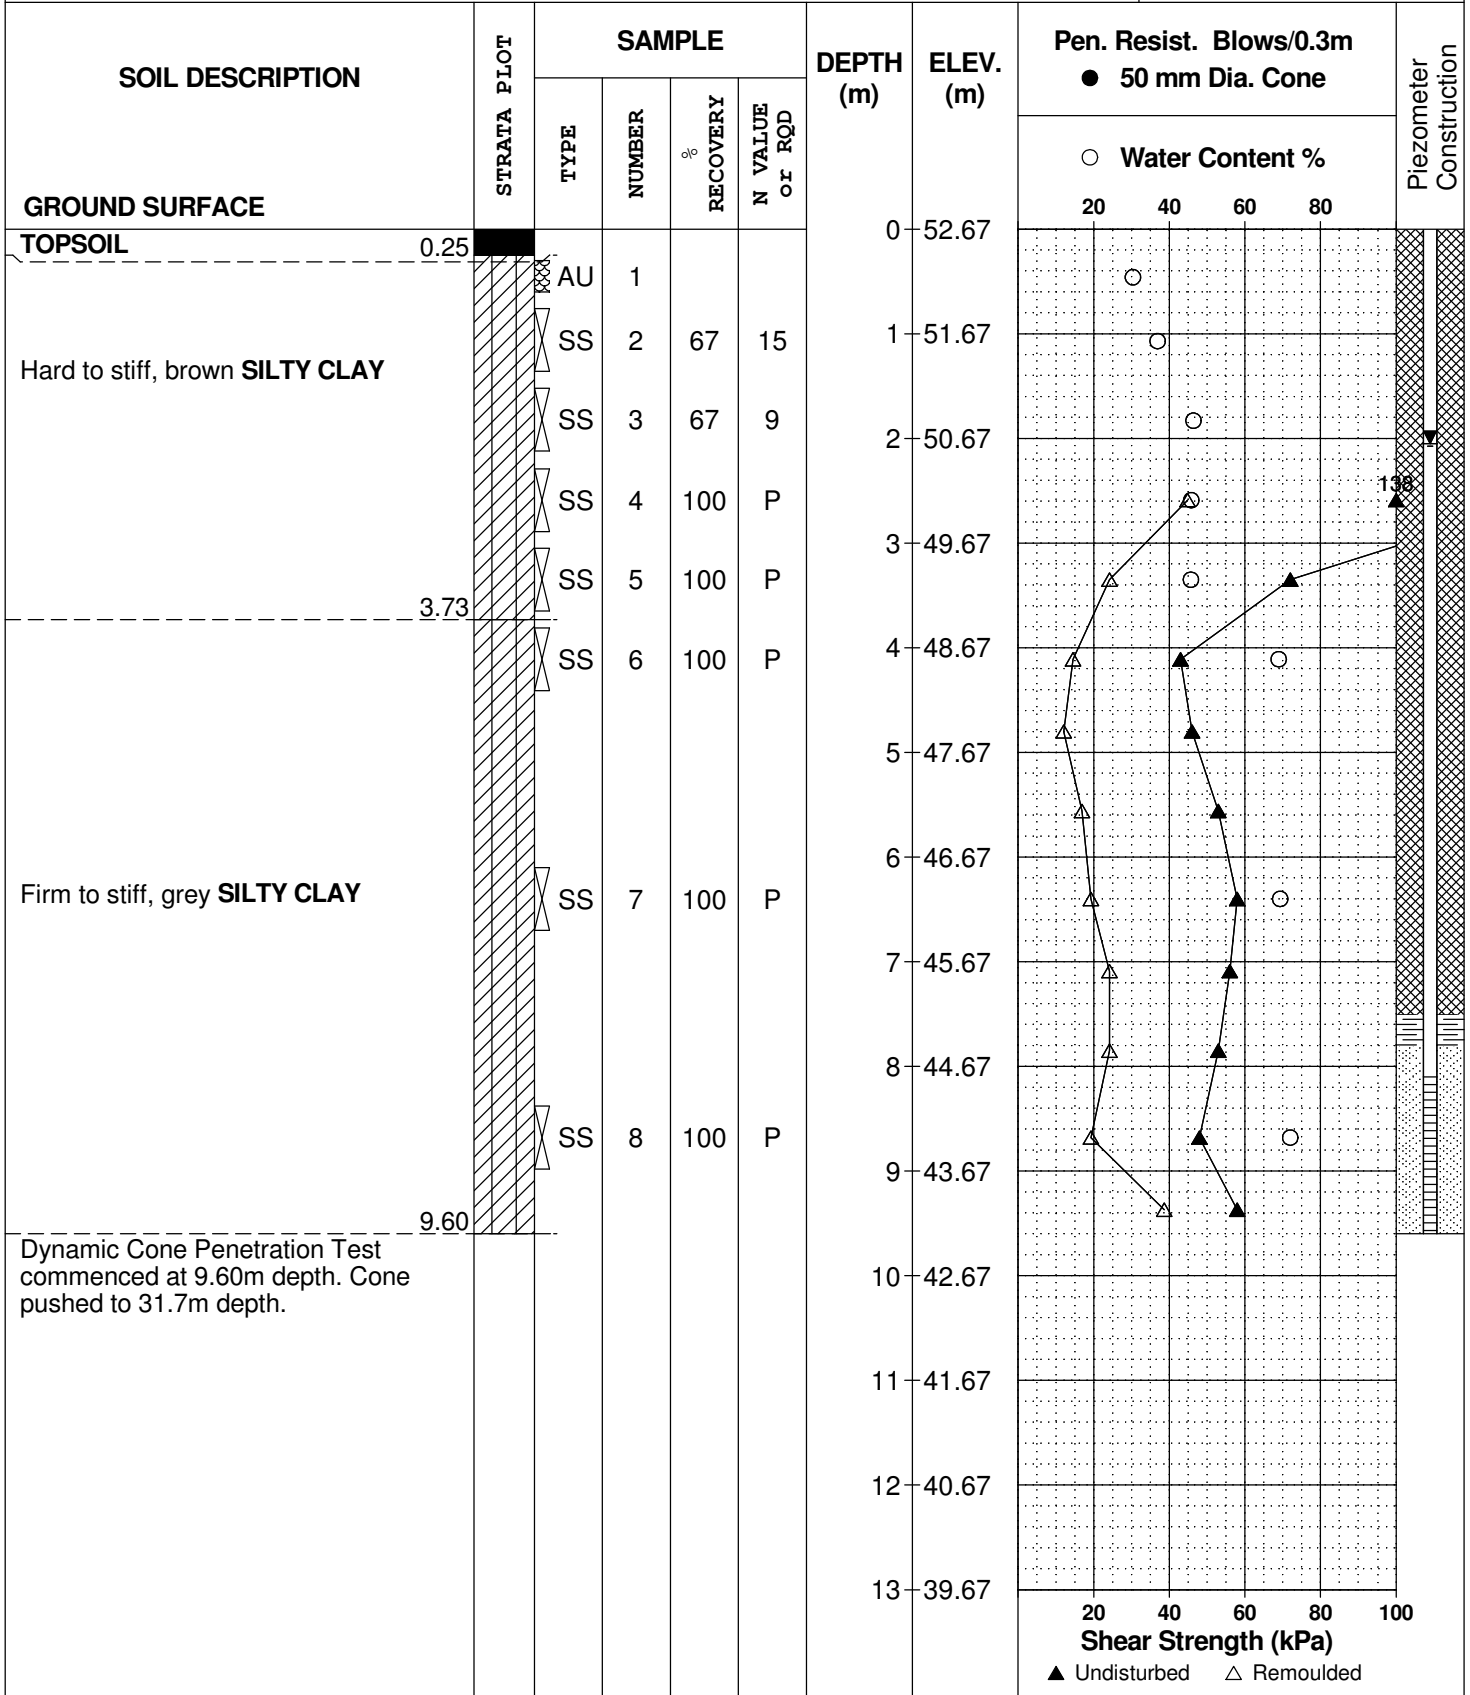 SOIL DESCRIPTION
GROUND SURFACE
STRATA PLOT
SAMPLE
TYPE
NUMBER
%
RECOVERY
N VALUE
or RQD
DEPTH
(m)
ELEV.
(m)
Pen. Resist. Blows/0.3m
● 50 mm Dia. Cone
○ Water Content %
20 40 60 80
Piezometer
Construction
TOPSOIL 0.25
0 52.67
AU 1
Hard to stiff, brown SILTY CLAY
SS 2 67 15
1 51.67
SS 3 67 9
2 50.67
SS 4 100 P
138
3 49.67
SS 5 100 P
3.73
4 48.67
SS 6 100 P
5 47.67
6 46.67
Firm to stiff, grey SILTY CLAY
SS 7 100 P
7 45.67
8 44.67
SS 8 100 P
9 43.67
9.60
Dynamic Cone Penetration Test
commenced at 9.60m depth. Cone
pushed to 31.7m depth.
10 42.67
11 41.67
12 40.67
13 39.67
20 40 60 80 100
Shear Strength (kPa)
▲ Undisturbed △ Remoulded